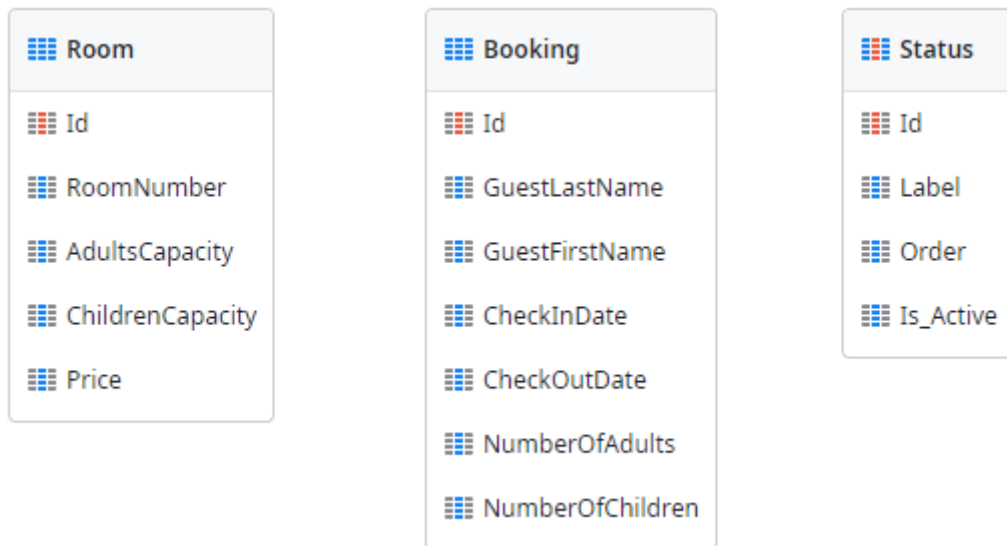 Room
Id
RoomNumber
AdultsCapacity
ChildrenCapacity
Price
Booking
Id
GuestLastName
GuestFirstName
CheckInDate
CheckOutDate
NumberOfAdults
NumberOfChildren
Status
Id
Label
Order
Is_Active